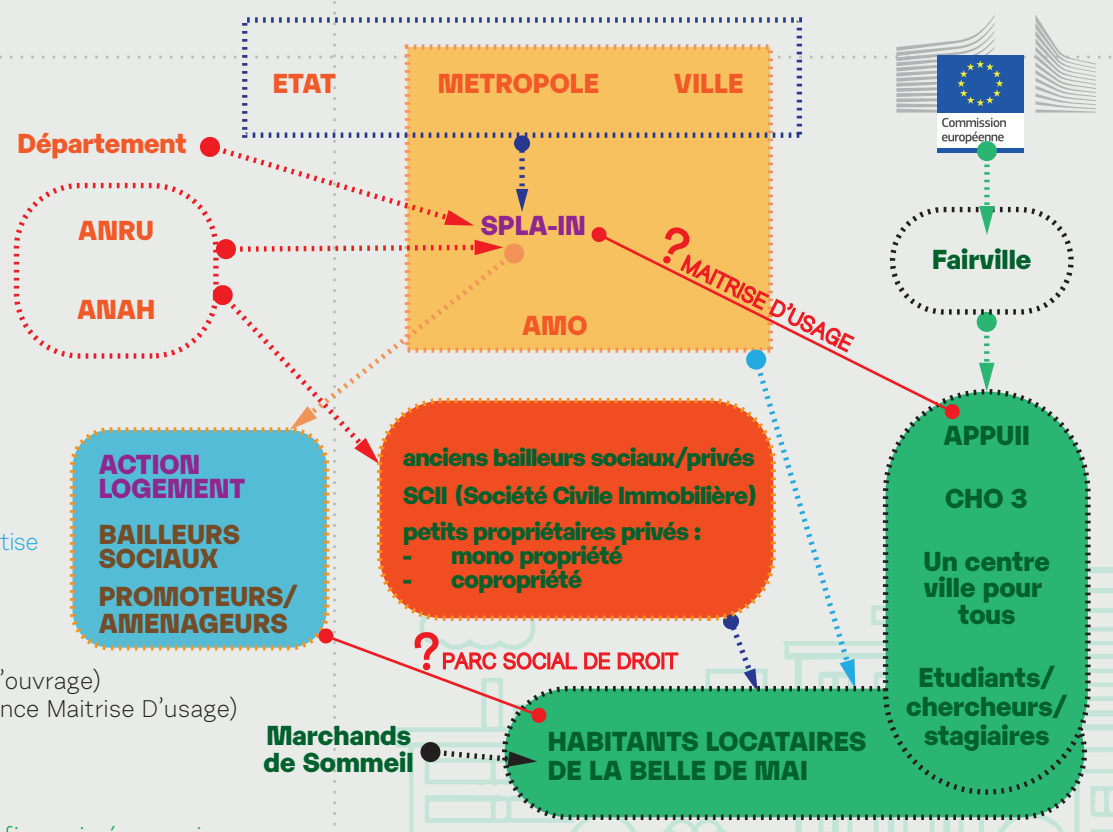 ETAT
METROPOLE
VILLE
Commission
européenne
Département
ANRU
ANAH
SPLA-IN
AMO
? MAITRISE D'USAGE
Fairville
ACTION
LOGEMENT
BAILLEURS
SOCIAUX
PROMOTEURS/
AMENAGEURS
anciens bailleurs sociaux/privés
SCII (Société Civile Immobilière)
petits propriétaires privés :
- mono propriété
- copropriété
APPUII
CHO 3
Un centre
ville pour
tous
Etudiants/
chercheurs/
stagiaires
tise
'ouvrage)
nce Maitrise D'usage)
? PARC SOCIAL DE DROIT
Marchands
de Sommeil
HABITANTS LOCATAIRES
DE LA BELLE DE MAI